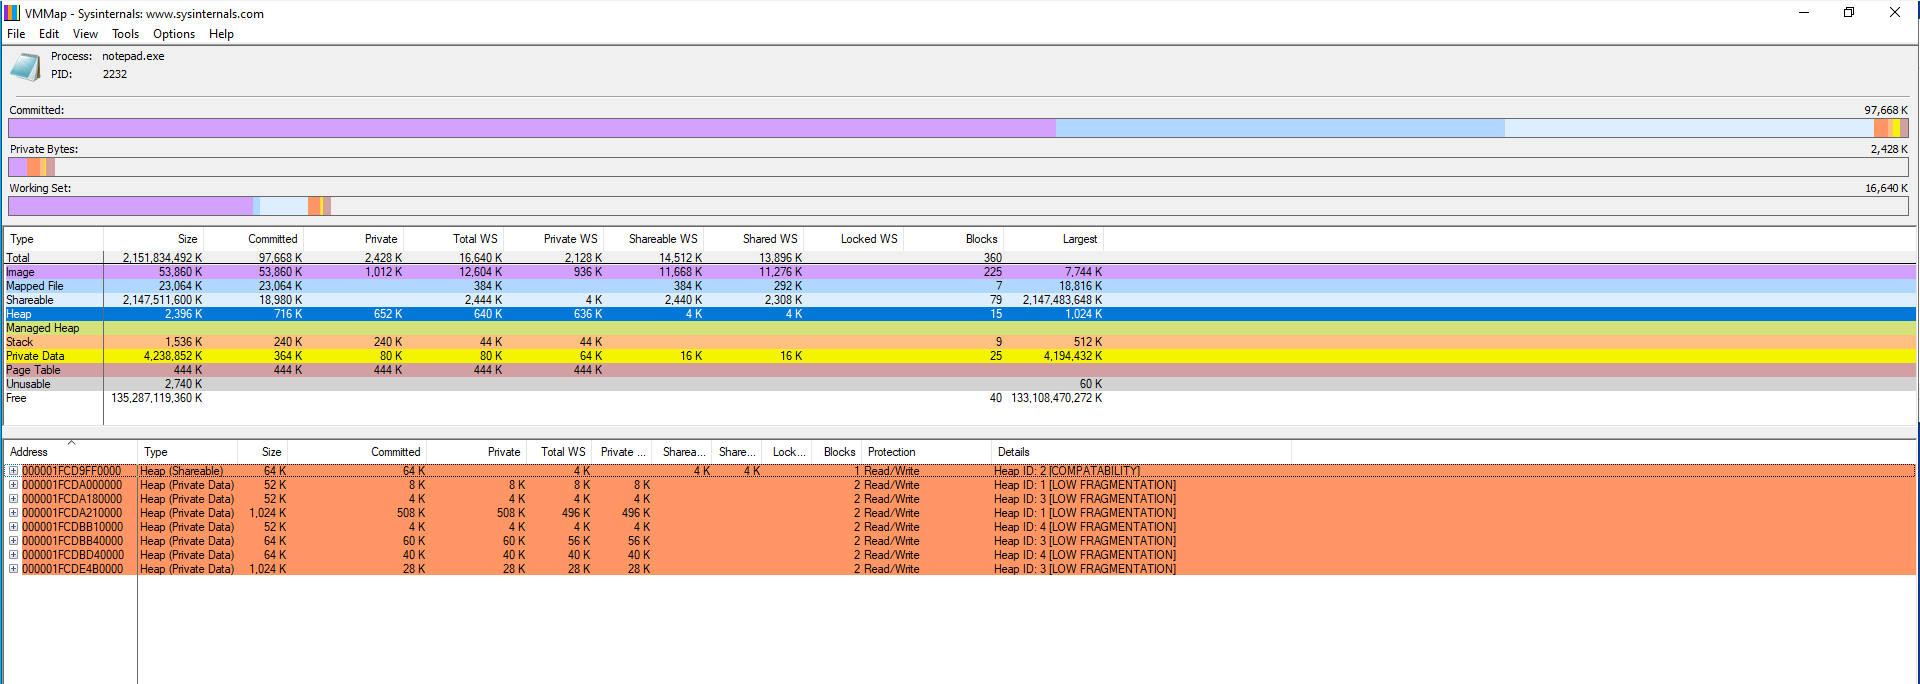 VMMap - Sysinternals: www.sysinternals.com
File Edit View Tools Options Help
Process: notepad.exe
PID: 2232
Committed: 97,668 K
Private Bytes: 2,428 K
Working Set: 16,640 K
Type Size Committed Private Total WS Private WS Shareable WS Shared WS Locked WS Blocks Largest
Total 2,151,834,492 K 97,668 K 2,428 K 16,640 K 2,128 K 14,512 K 13,896 K 360
Image 53,860 K 53,860 K 1,012 K 12,604 K 936 K 11,668 K 11,276 K 225 7,744 K
Mapped File 23,064 K 23,064 K 384 K 384 K 292 K 7 18,816 K
Shareable 2,147,511,600 K 18,980 K 2,444 K 4 K 2,440 K 2,308 K 79 2,147,483,648 K
Heap 2,396 K 716 K 652 K 640 K 636 K 4 K 4 K 15 1,024 K
Managed Heap
Stack 1,536 K 240 K 240 K 44 K 44 K 9 512 K
Private Data 4,238,852 K 364 K 80 K 80 K 64 K 16 K 16 K 25 4,194,432 K
Page Table 444 K 444 K 444 K 444 K 444 K
Unusable 2,740 K 60 K
Free 135,287,119,360 K 40 133,108,470,272 K
Address Type Size Committed Private Total WS Private ... Sharea... Share... Lock... Blocks Protection Details
000001FCD9FF0000 Heap (Shareable) 64 K 64 K 4 K 4 K 4 K 1 Read/Write Heap ID: 2 [COMPATABILITY]
000001FCDA000000 Heap (Private Data) 52 K 8 K 8 K 8 K 8 K 2 Read/Write Heap ID: 1 [LOW FRAGMENTATION]
000001FCDA180000 Heap (Private Data) 52 K 4 K 4 K 4 K 4 K 2 Read/Write Heap ID: 3 [LOW FRAGMENTATION]
000001FCDA210000 Heap (Private Data) 1,024 K 508 K 508 K 496 K 496 K 2 Read/Write Heap ID: 1 [LOW FRAGMENTATION]
000001FCDBB10000 Heap (Private Data) 52 K 4 K 4 K 4 K 4 K 2 Read/Write Heap ID: 4 [LOW FRAGMENTATION]
000001FCDBB40000 Heap (Private Data) 64 K 60 K 60 K 56 K 56 K 2 Read/Write Heap ID: 3 [LOW FRAGMENTATION]
000001FCDBD40000 Heap (Private Data) 64 K 40 K 40 K 40 K 40 K 2 Read/Write Heap ID: 4 [LOW FRAGMENTATION]
000001FCDE4B0000 Heap (Private Data) 1,024 K 28 K 28 K 28 K 28 K 2 Read/Write Heap ID: 3 [LOW FRAGMENTATION]